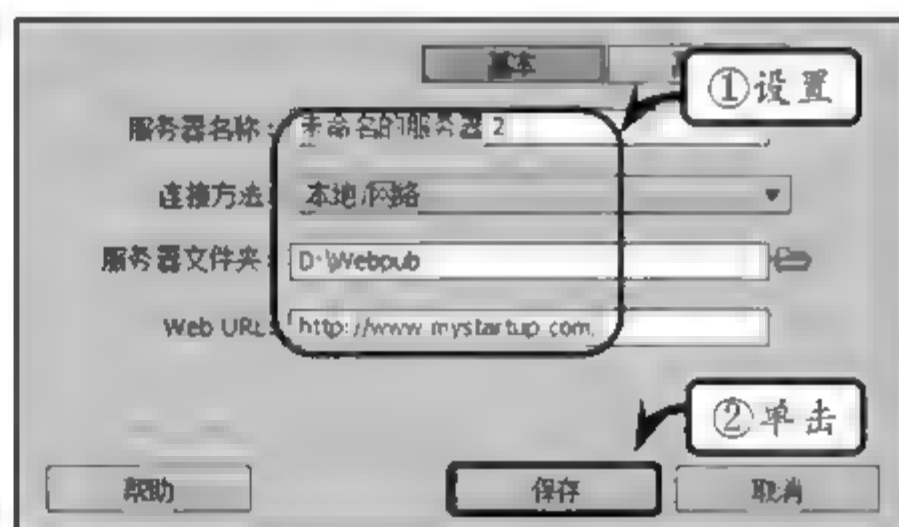 基本
①设置
服务器名称： 未命名的服务器 2
连接方法： 本地/网络
服务器文件夹： D:\Webpub
Web URL： http://www.mystartup.com
②单击
帮助 保存 取消